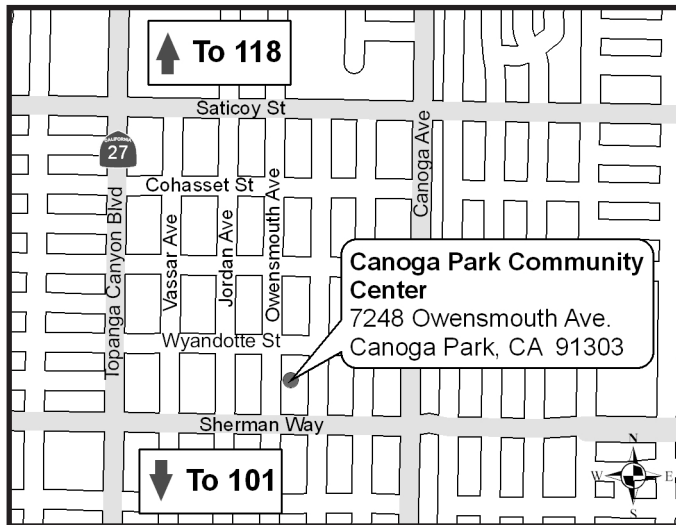 To 118
Saticoy St
CALIFORNIA
27
Cohasset St
Topanga Canyon Blvd
Vassar Ave
Jordan Ave
Owensmouth Ave
Canoga Ave
Canoga Park Community
Center
7248 Owensmouth Ave.
Canoga Park, CA 91303
Wyandotte St
Sherman Way
To 101
N
W
E
S